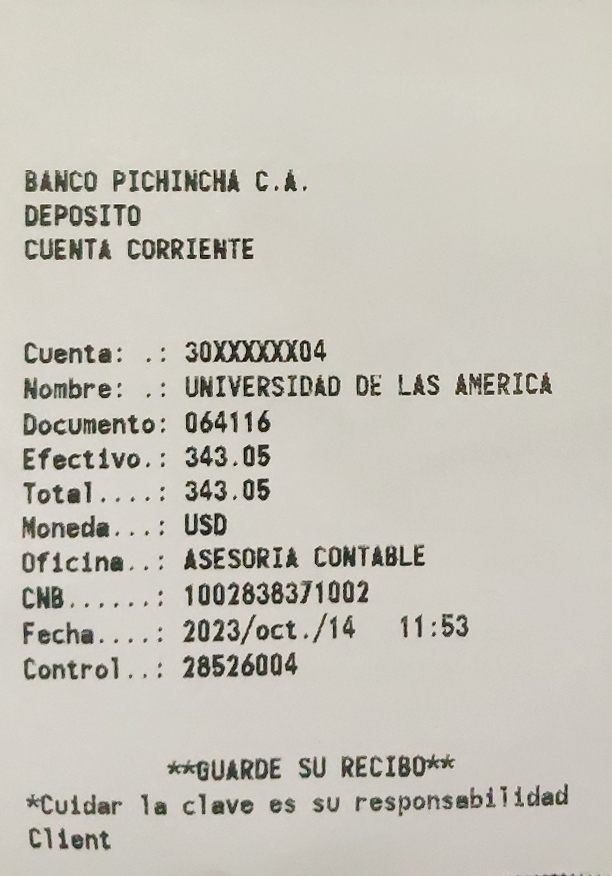 BANCO PICHINCHA C.A.
DEPOSITO
CUENTA CORRIENTE
Cuenta: .: 30XXXXXX04
Nombre: .: UNIVERSIDAD DE LAS AMERICA
Documento: 064116
Efectivo.: 343.05
Total....: 343.05
Moneda...: USD
Oficina..: ASESORIA CONTABLE
CNB......: 1002838371002
Fecha....: 2023/oct./14 11:53
Control..: 28526004
**GUARDE SU RECIBO**
*Cuidar la clave es su responsabilidad
Client